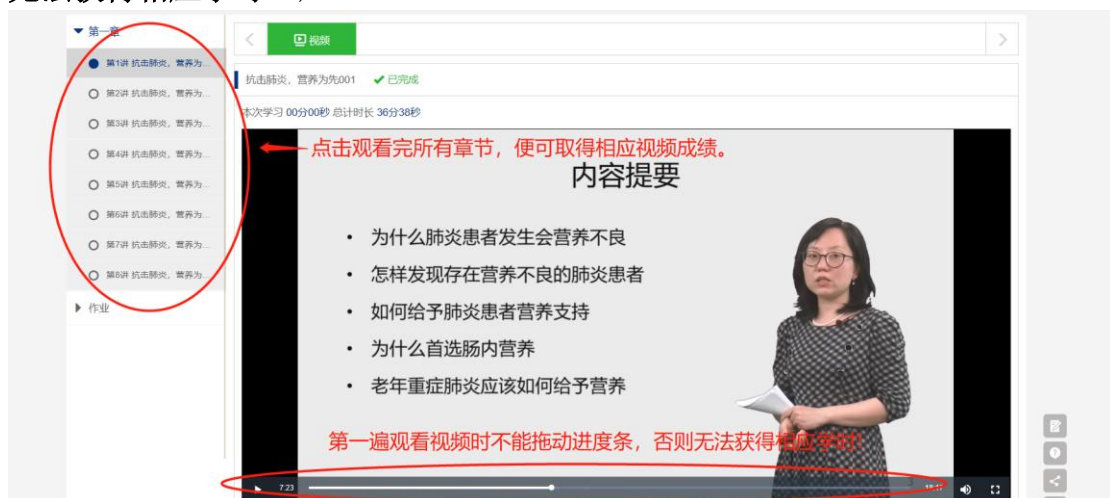 ▼ 第一章
第1讲 抗击肺炎，营养为...
第2讲 抗击肺炎，营养为...
第3讲 抗击肺炎，营养为...
第4讲 抗击肺炎，营养为...
第5讲 抗击肺炎，营养为...
第6讲 抗击肺炎，营养为...
第7讲 抗击肺炎，营养为...
第8讲 抗击肺炎，营养为...
▶ 作业
视频
抗击肺炎，营养为先001 ✔已完成
本次学习 00分00秒 总计时长 36分38秒
点击观看完所有章节，便可取得相应视频成绩。
内容提要
• 为什么肺炎患者发生会营养不良
• 怎样发现存在营养不良的肺炎患者
• 如何给予肺炎患者营养支持
• 为什么首选肠内营养
• 老年重症肺炎应该如何给予营养
第一遍观看视频时不能拖动进度条，否则无法获得相应学时!
7:23